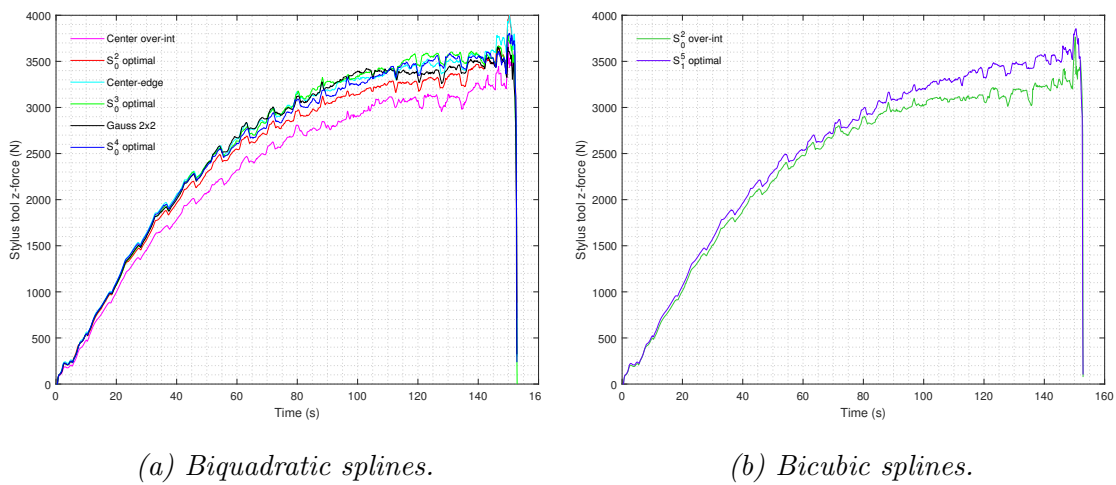 4000
3500
3000
2500
2000
1500
1000
500
0
Stylus tool z-force (N)
Center over-int
S₀² optimal
Center-edge
S₀³ optimal
Gauss 2x2
S₀⁴ optimal
0 20 40 60 80 100 120 140 16
Time (s)
(a) Biquadratic splines.
4000
3500
3000
2500
2000
1500
1000
500
0
Stylus tool z-force (N)
S₀² over-int
S₁⁵ optimal
0 20 40 60 80 100 120 140 160
Time (s)
(b) Bicubic splines.